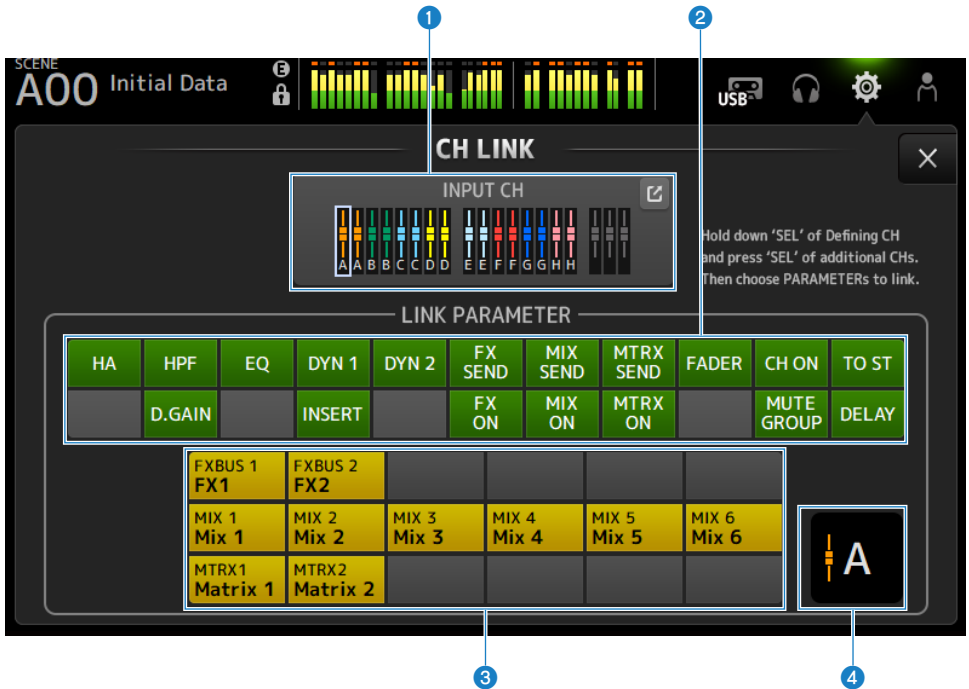 1
2
SCENE
A00 Initial Data
E
USB
CH LINK
INPUT CH
A A B B C C D D E E F F G G H H
Hold down 'SEL' of Defining CH
and press 'SEL' of additional CHs.
Then choose PARAMETERs to link.
LINK PARAMETER
HA
HPF
EQ
DYN 1
DYN 2
FX
SEND
MIX
SEND
MTRX
SEND
FADER
CH ON
TO ST
D.GAIN
INSERT
FX
ON
MIX
ON
MTRX
ON
MUTE
GROUP
DELAY
FXBUS 1
FX1
FXBUS 2
FX2
MIX 1
Mix 1
MIX 2
Mix 2
MIX 3
Mix 3
MIX 4
Mix 4
MIX 5
Mix 5
MIX 6
Mix 6
MTRX1
Matrix 1
MTRX2
Matrix 2
A
3
4